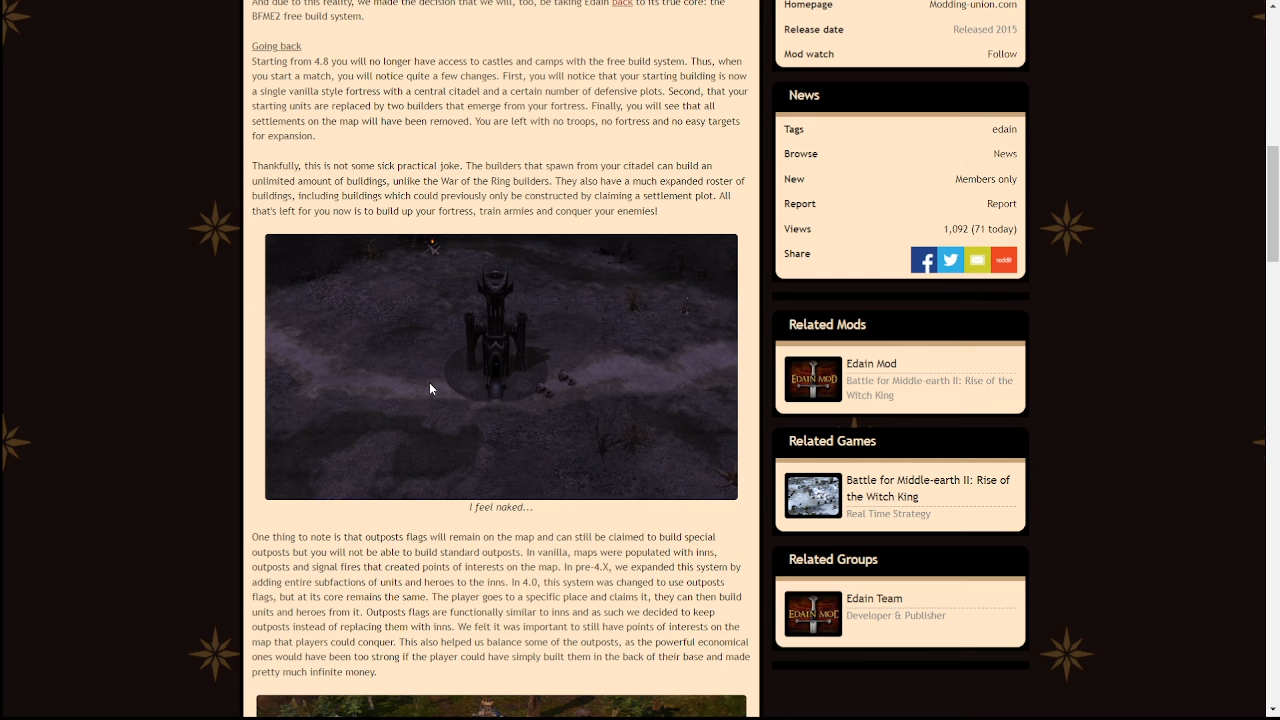 And due to this reality, we made the decision that we will, too, be taking Edain back to its true core: the
BFME2 free build system.
Going back
Starting from 4.8 you will no longer have access to castles and camps with the free build system. Thus, when
you start a match, you will notice quite a few changes. First, you will notice that your starting building is now
a single vanilla style fortress with a central citadel and a certain number of defensive plots. Second, that your
starting units are replaced by two builders that emerge from your fortress. Finally, you will see that all
settlements on the map will have been removed. You are left with no troops, no fortress and no easy targets
for expansion.
Thankfully, this is not some sick practical joke. The builders that spawn from your citadel can build an
unlimited amount of buildings, unlike the War of the Ring builders. They also have a much expanded roster of
buildings, including buildings which could previously only be constructed by claiming a settlement plot. All
that's left for you now is to build up your fortress, train armies and conquer your enemies!
I feel naked...
One thing to note is that outposts flags will remain on the map and can still be claimed to build special
outposts but you will not be able to build standard outposts. In vanilla, maps were populated with inns,
outposts and signal fires that created points of interests on the map. In pre-4.X, we expanded this system by
adding entire subfactions of units and heroes to the inns. In 4.0, this system was changed to use outposts
flags, but at its core remains the same. The player goes to a specific place and claims it, they can then build
units and heroes from it. Outposts flags are functionally similar to inns and as such we decided to keep
outposts instead of replacing them with inns. We felt it was important to still have points of interests on the
map that players could conquer. This also helped us balance some of the outposts, as the powerful economical
ones would have been too strong if the player could have simply built them in the back of their base and made
pretty much infinite money.
Homepage Modding-union.com
Release date Released 2015
Mod watch Follow
News
Tags edain
Browse News
New Members only
Report Report
Views 1,092 (71 today)
Share
reddit
Related Mods
EDAIN MOD
Edain Mod
Battle for Middle-earth II: Rise of the
Witch King
Related Games
Battle for Middle-earth II: Rise of
the Witch King
Real Time Strategy
Related Groups
EDAIN MOD
Edain Team
Developer & Publisher